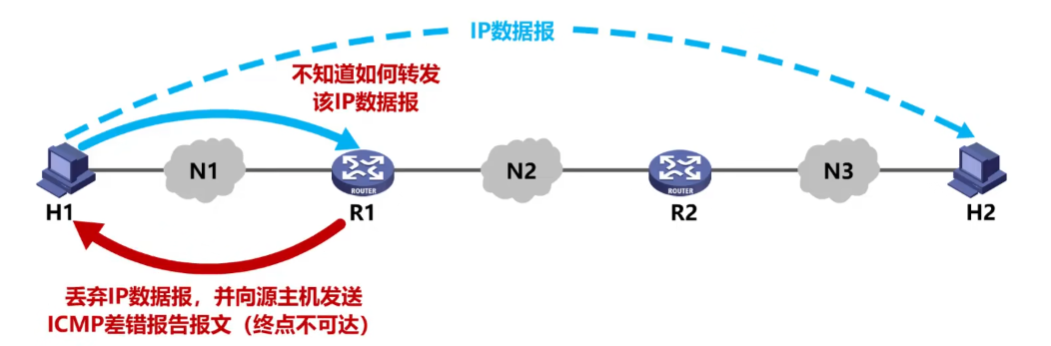 IP数据报
不知道如何转发
该IP数据报
N1
N2
N3
ROUTER
ROUTER
H1
R1
R2
H2
丢弃IP数据报，并向源主机发送
ICMP差错报告报文（终点不可达）